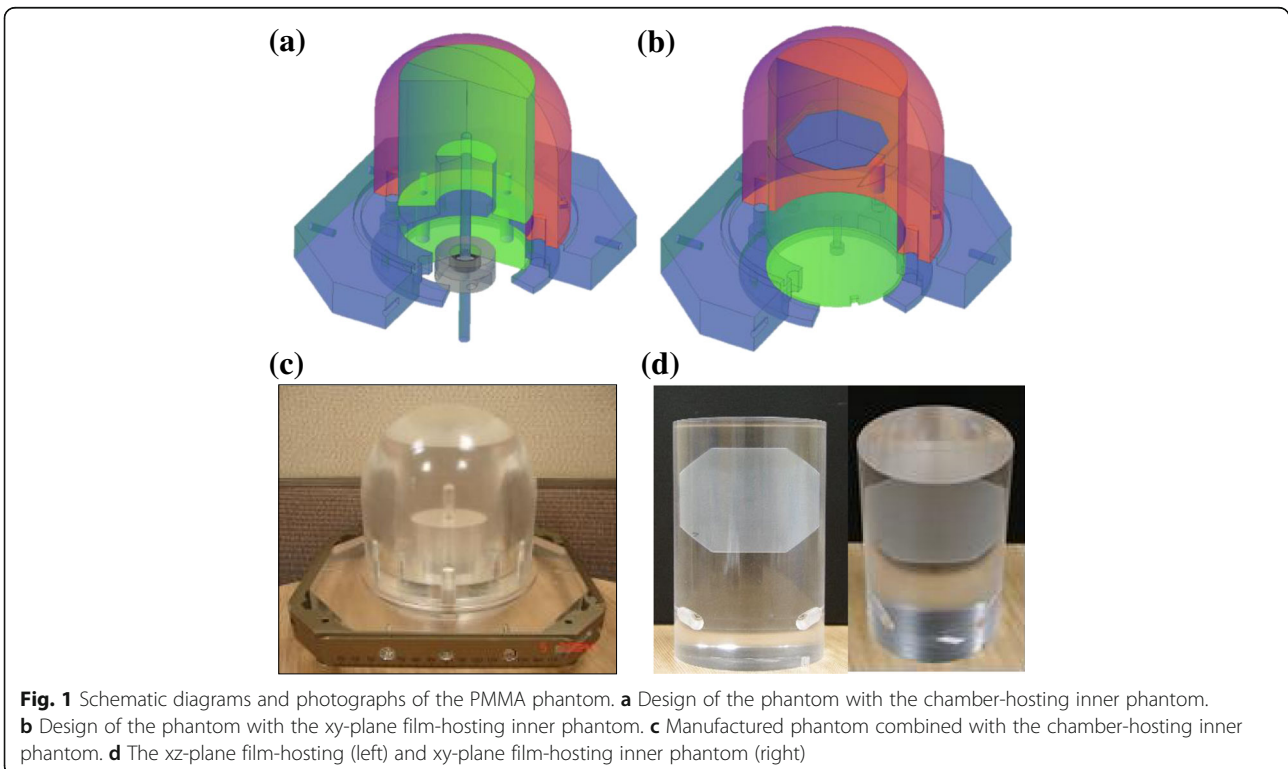 (a)
(b)
(c)
(d)
Fig. 1 Schematic diagrams and photographs of the PMMA phantom. a Design of the phantom with the chamber-hosting inner phantom.
b Design of the phantom with the xy-plane film-hosting inner phantom. c Manufactured phantom combined with the chamber-hosting inner
phantom. d The xz-plane film-hosting (left) and xy-plane film-hosting inner phantom (right)